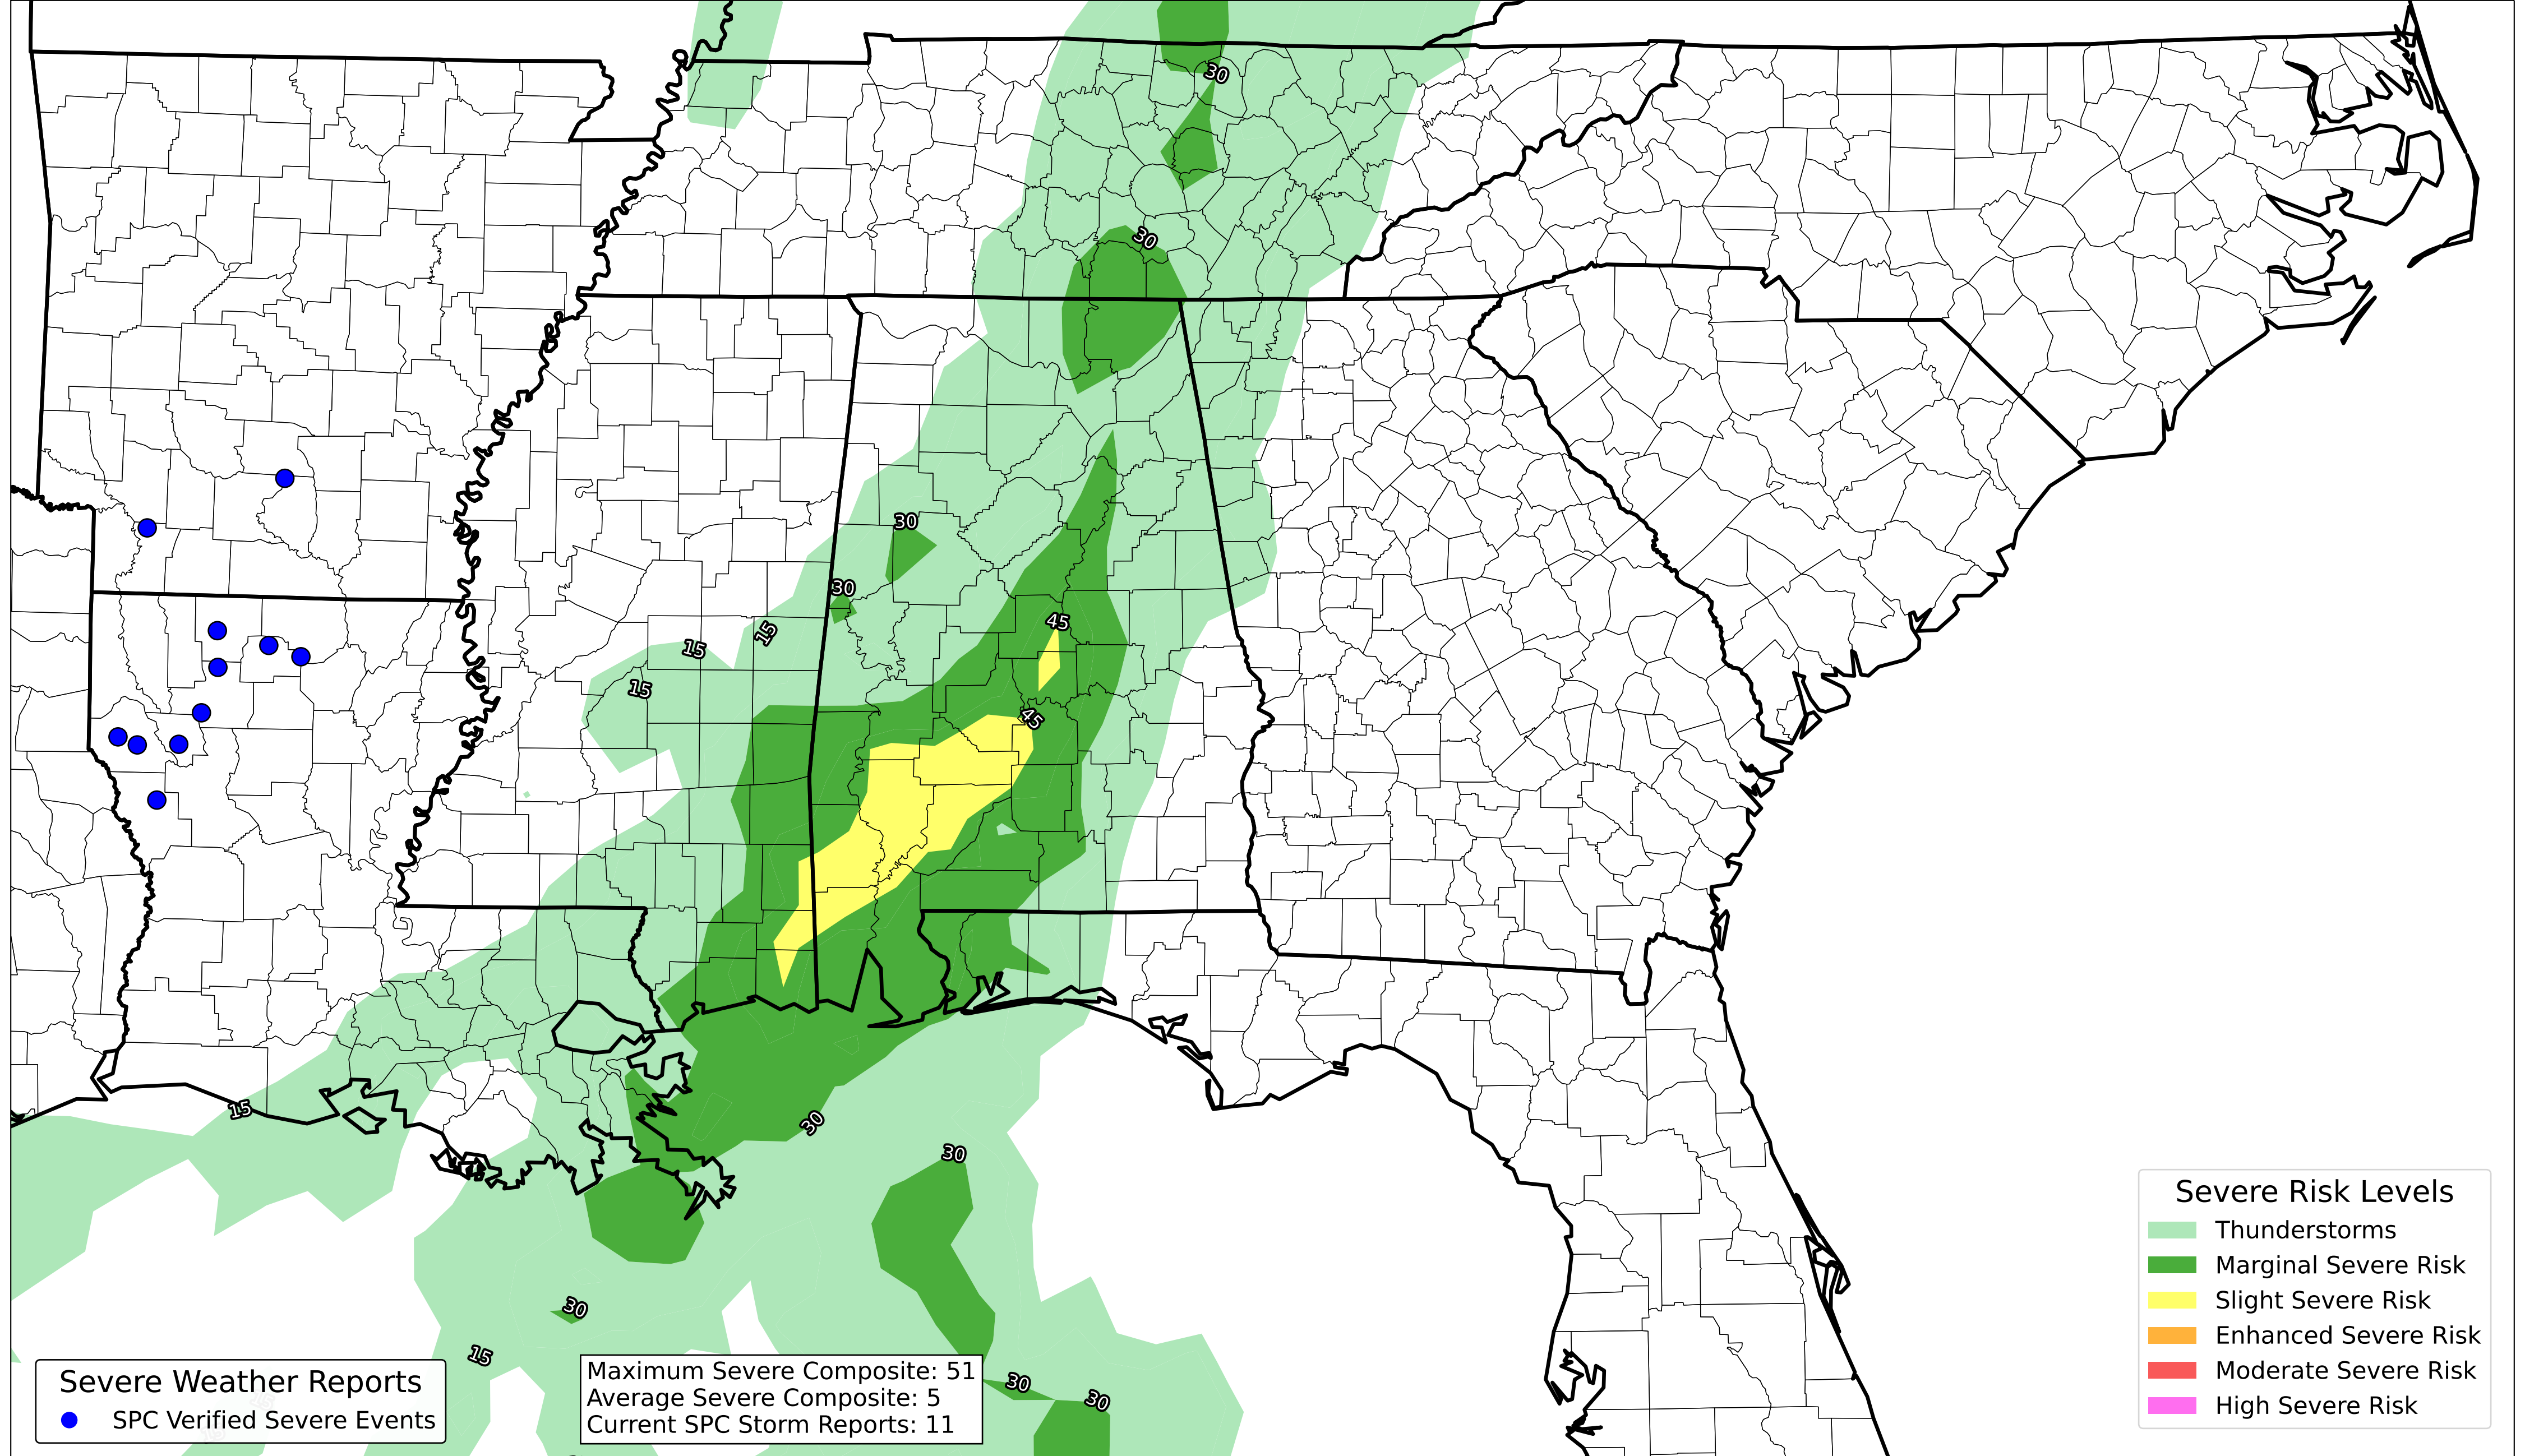 30
30
30
30
15
15
45
15
45
15
30
30
30
15
30
30
Severe Weather Reports
SPC Verified Severe Events
Maximum Severe Composite: 51
Average Severe Composite: 5
Current SPC Storm Reports: 11
Severe Risk Levels
Thunderstorms
Marginal Severe Risk
Slight Severe Risk
Enhanced Severe Risk
Moderate Severe Risk
High Severe Risk